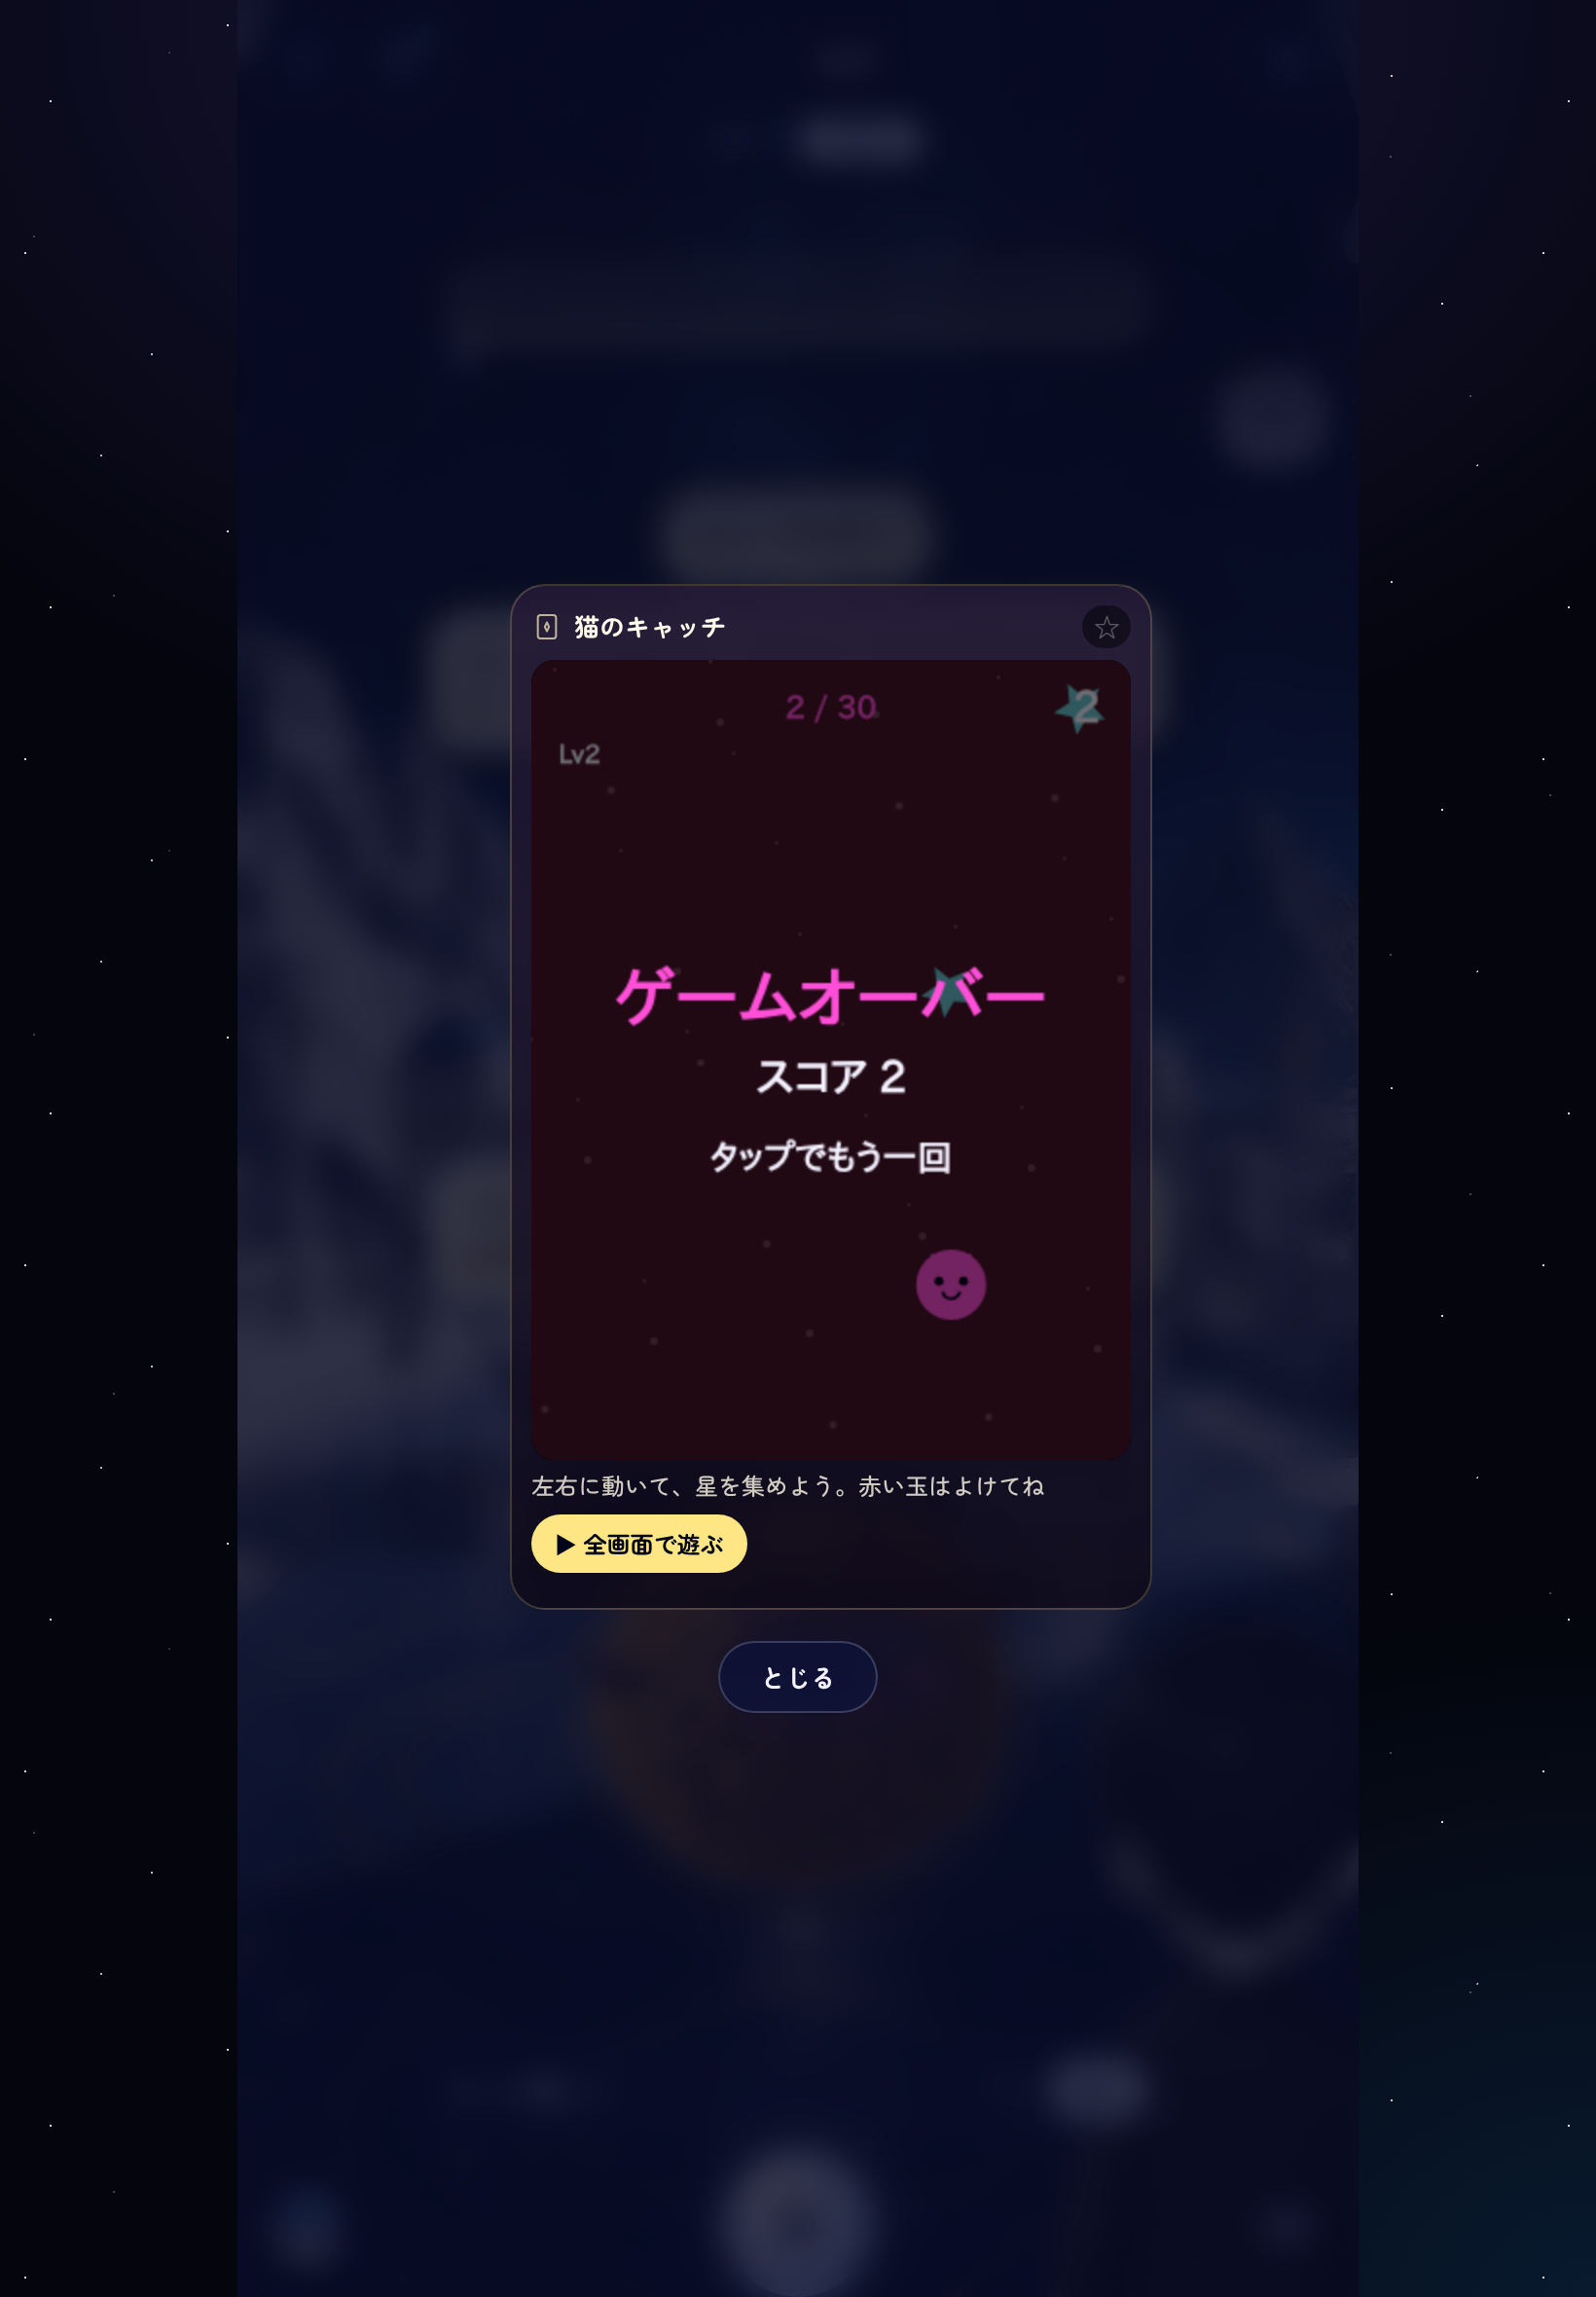 猫のキャッチ
2 / 30
2
Lv2
ゲームオーバー
スコア 2
タップでもう一回
左右に動いて、星を集めよう。赤い玉はよけてね
▶ 全画面で遊ぶ
とじる